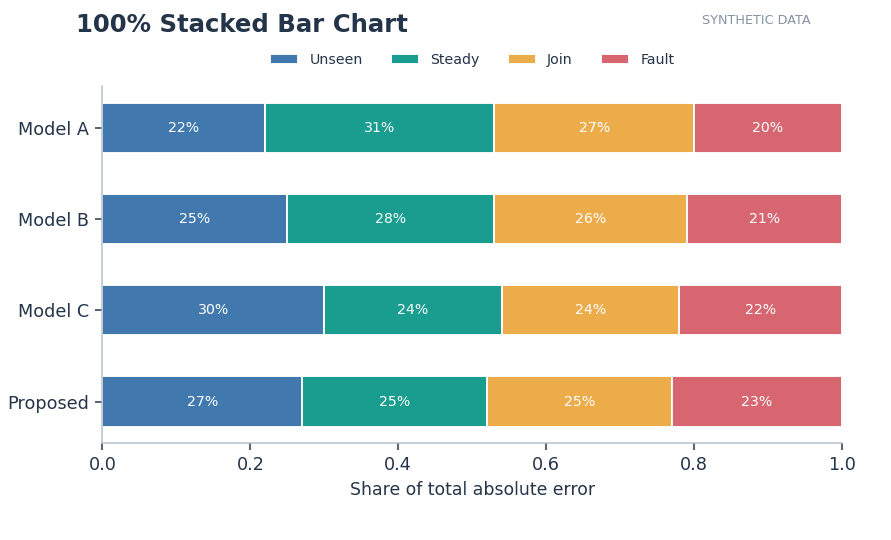 100% Stacked Bar Chart
SYNTHETIC DATA
Unseen Steady Join Fault
Model A 22% 31% 27% 20%
Model B 25% 28% 26% 21%
Model C 30% 24% 24% 22%
Proposed 27% 25% 25% 23%
0.0 0.2 0.4 0.6 0.8 1.0
Share of total absolute error